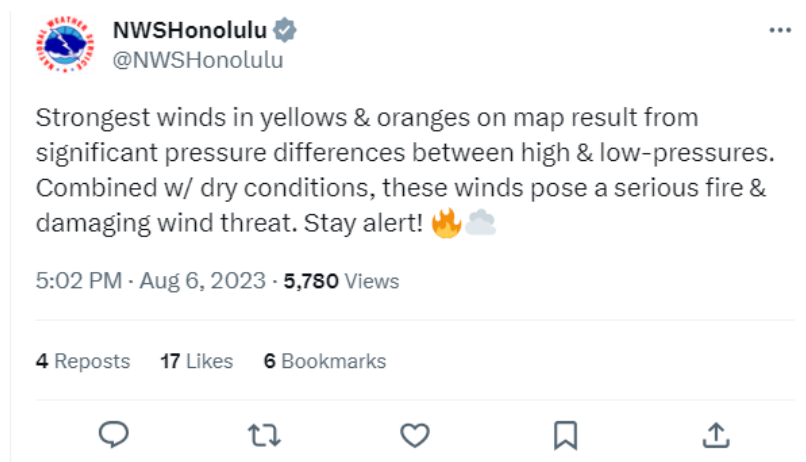 NWSHonolulu
@NWSHonolulu
Strongest winds in yellows & oranges on map result from
significant pressure differences between high & low-pressures.
Combined w/ dry conditions, these winds pose a serious fire &
damaging wind threat. Stay alert! 🔥☁️
5:02 PM · Aug 6, 2023 · 5,780 Views
4 Reposts 17 Likes 6 Bookmarks